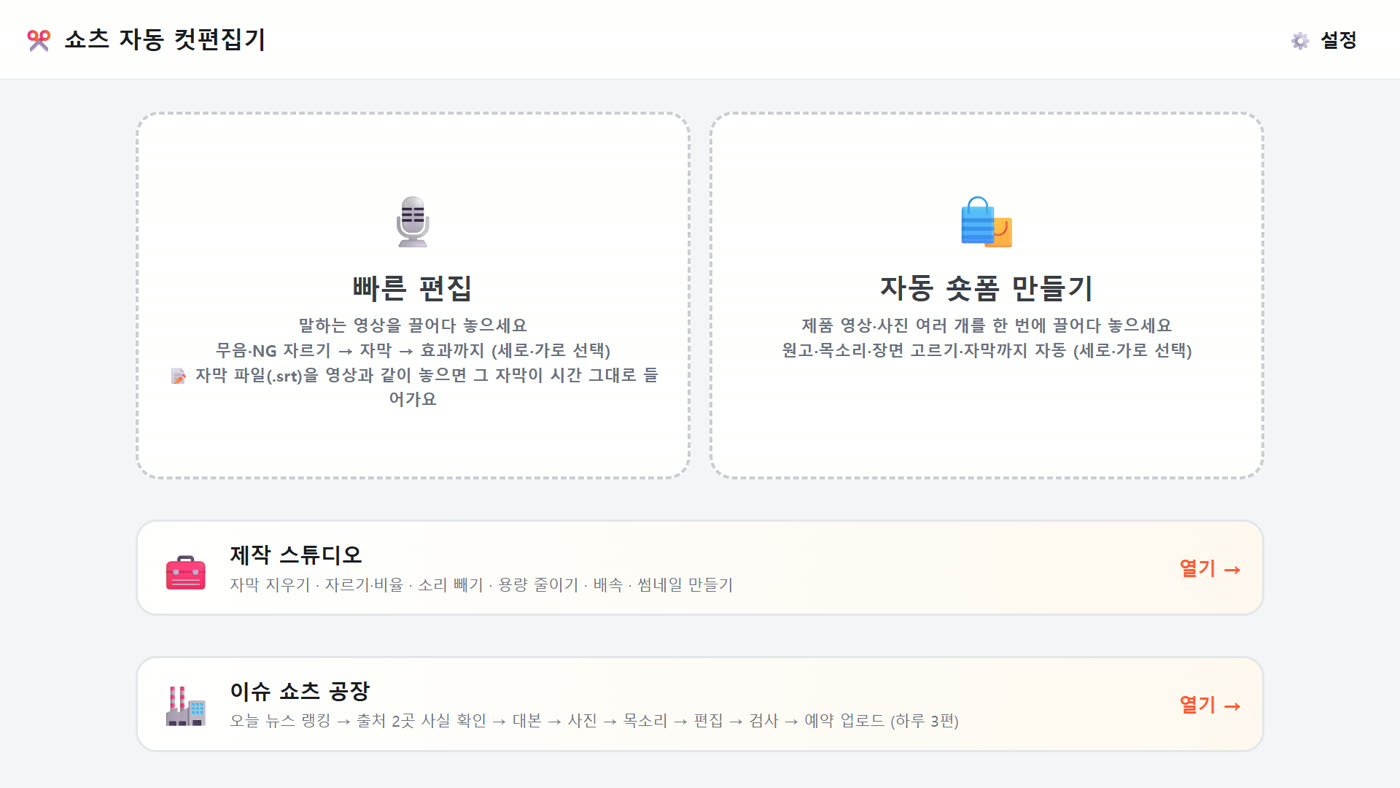 쇼츠 자동 컷편집기
설정
빠른 편집
말하는 영상을 끌어다 놓으세요
무음·NG 자르기 → 자막 → 효과까지 (세로·가로 선택)
자막 파일(.srt)을 영상과 같이 놓으면 그 자막이 시간 그대로 들
어가요
자동 숏폼 만들기
제품 영상·사진 여러 개를 한 번에 끌어다 놓으세요
원고·목소리·장면 고르기·자막까지 자동 (세로·가로 선택)
제작 스튜디오
자막 지우기 · 자르기·비율 · 소리 빼기 · 용량 줄이기 · 배속 · 썸네일 만들기
열기 →
이슈 쇼츠 공장
오늘 뉴스 랭킹 → 출처 2곳 사실 확인 → 대본 → 사진 → 목소리 → 편집 → 검사 → 예약 업로드 (하루 3편)
열기 →